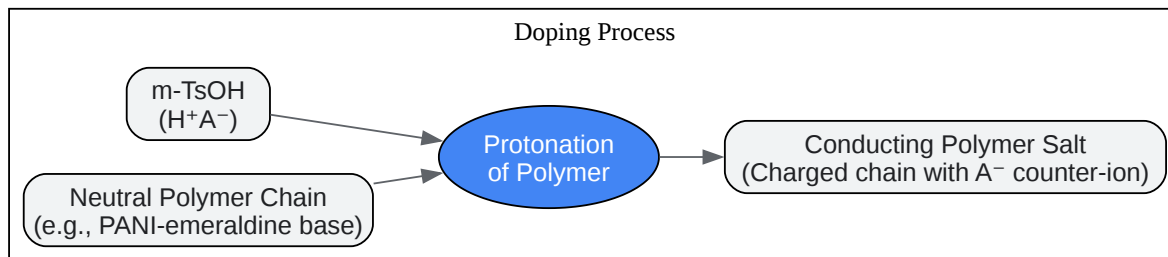 Doping Process
m-TsOH
(H⁺A⁻)
Neutral Polymer Chain
(e.g., PANI-emeraldine base)
Protonation
of Polymer
Conducting Polymer Salt
(Charged chain with A⁻ counter-ion)